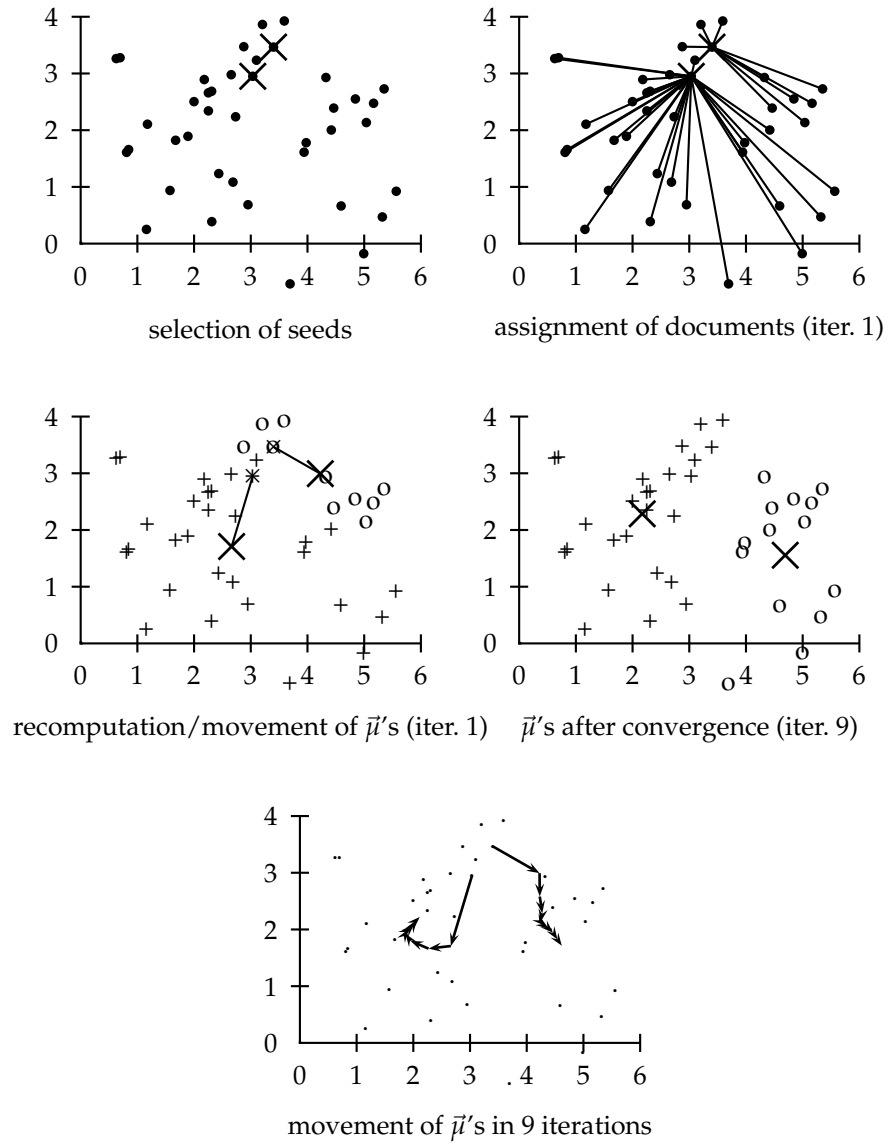 4 3 2 1 0
0 1 2 3 4 5 6
selection of seeds
4 3 2 1 0
0 1 2 3 4 5 6
assignment of documents (iter. 1)
4 3 2 1 0
0 1 2 3 4 5 6
recomputation/movement of μ⃗'s (iter. 1)
4 3 2 1 0
0 1 2 3 4 5 6
μ⃗'s after convergence (iter. 9)
4 3 2 1 0
0 1 2 3 4 5 6
movement of μ⃗'s in 9 iterations